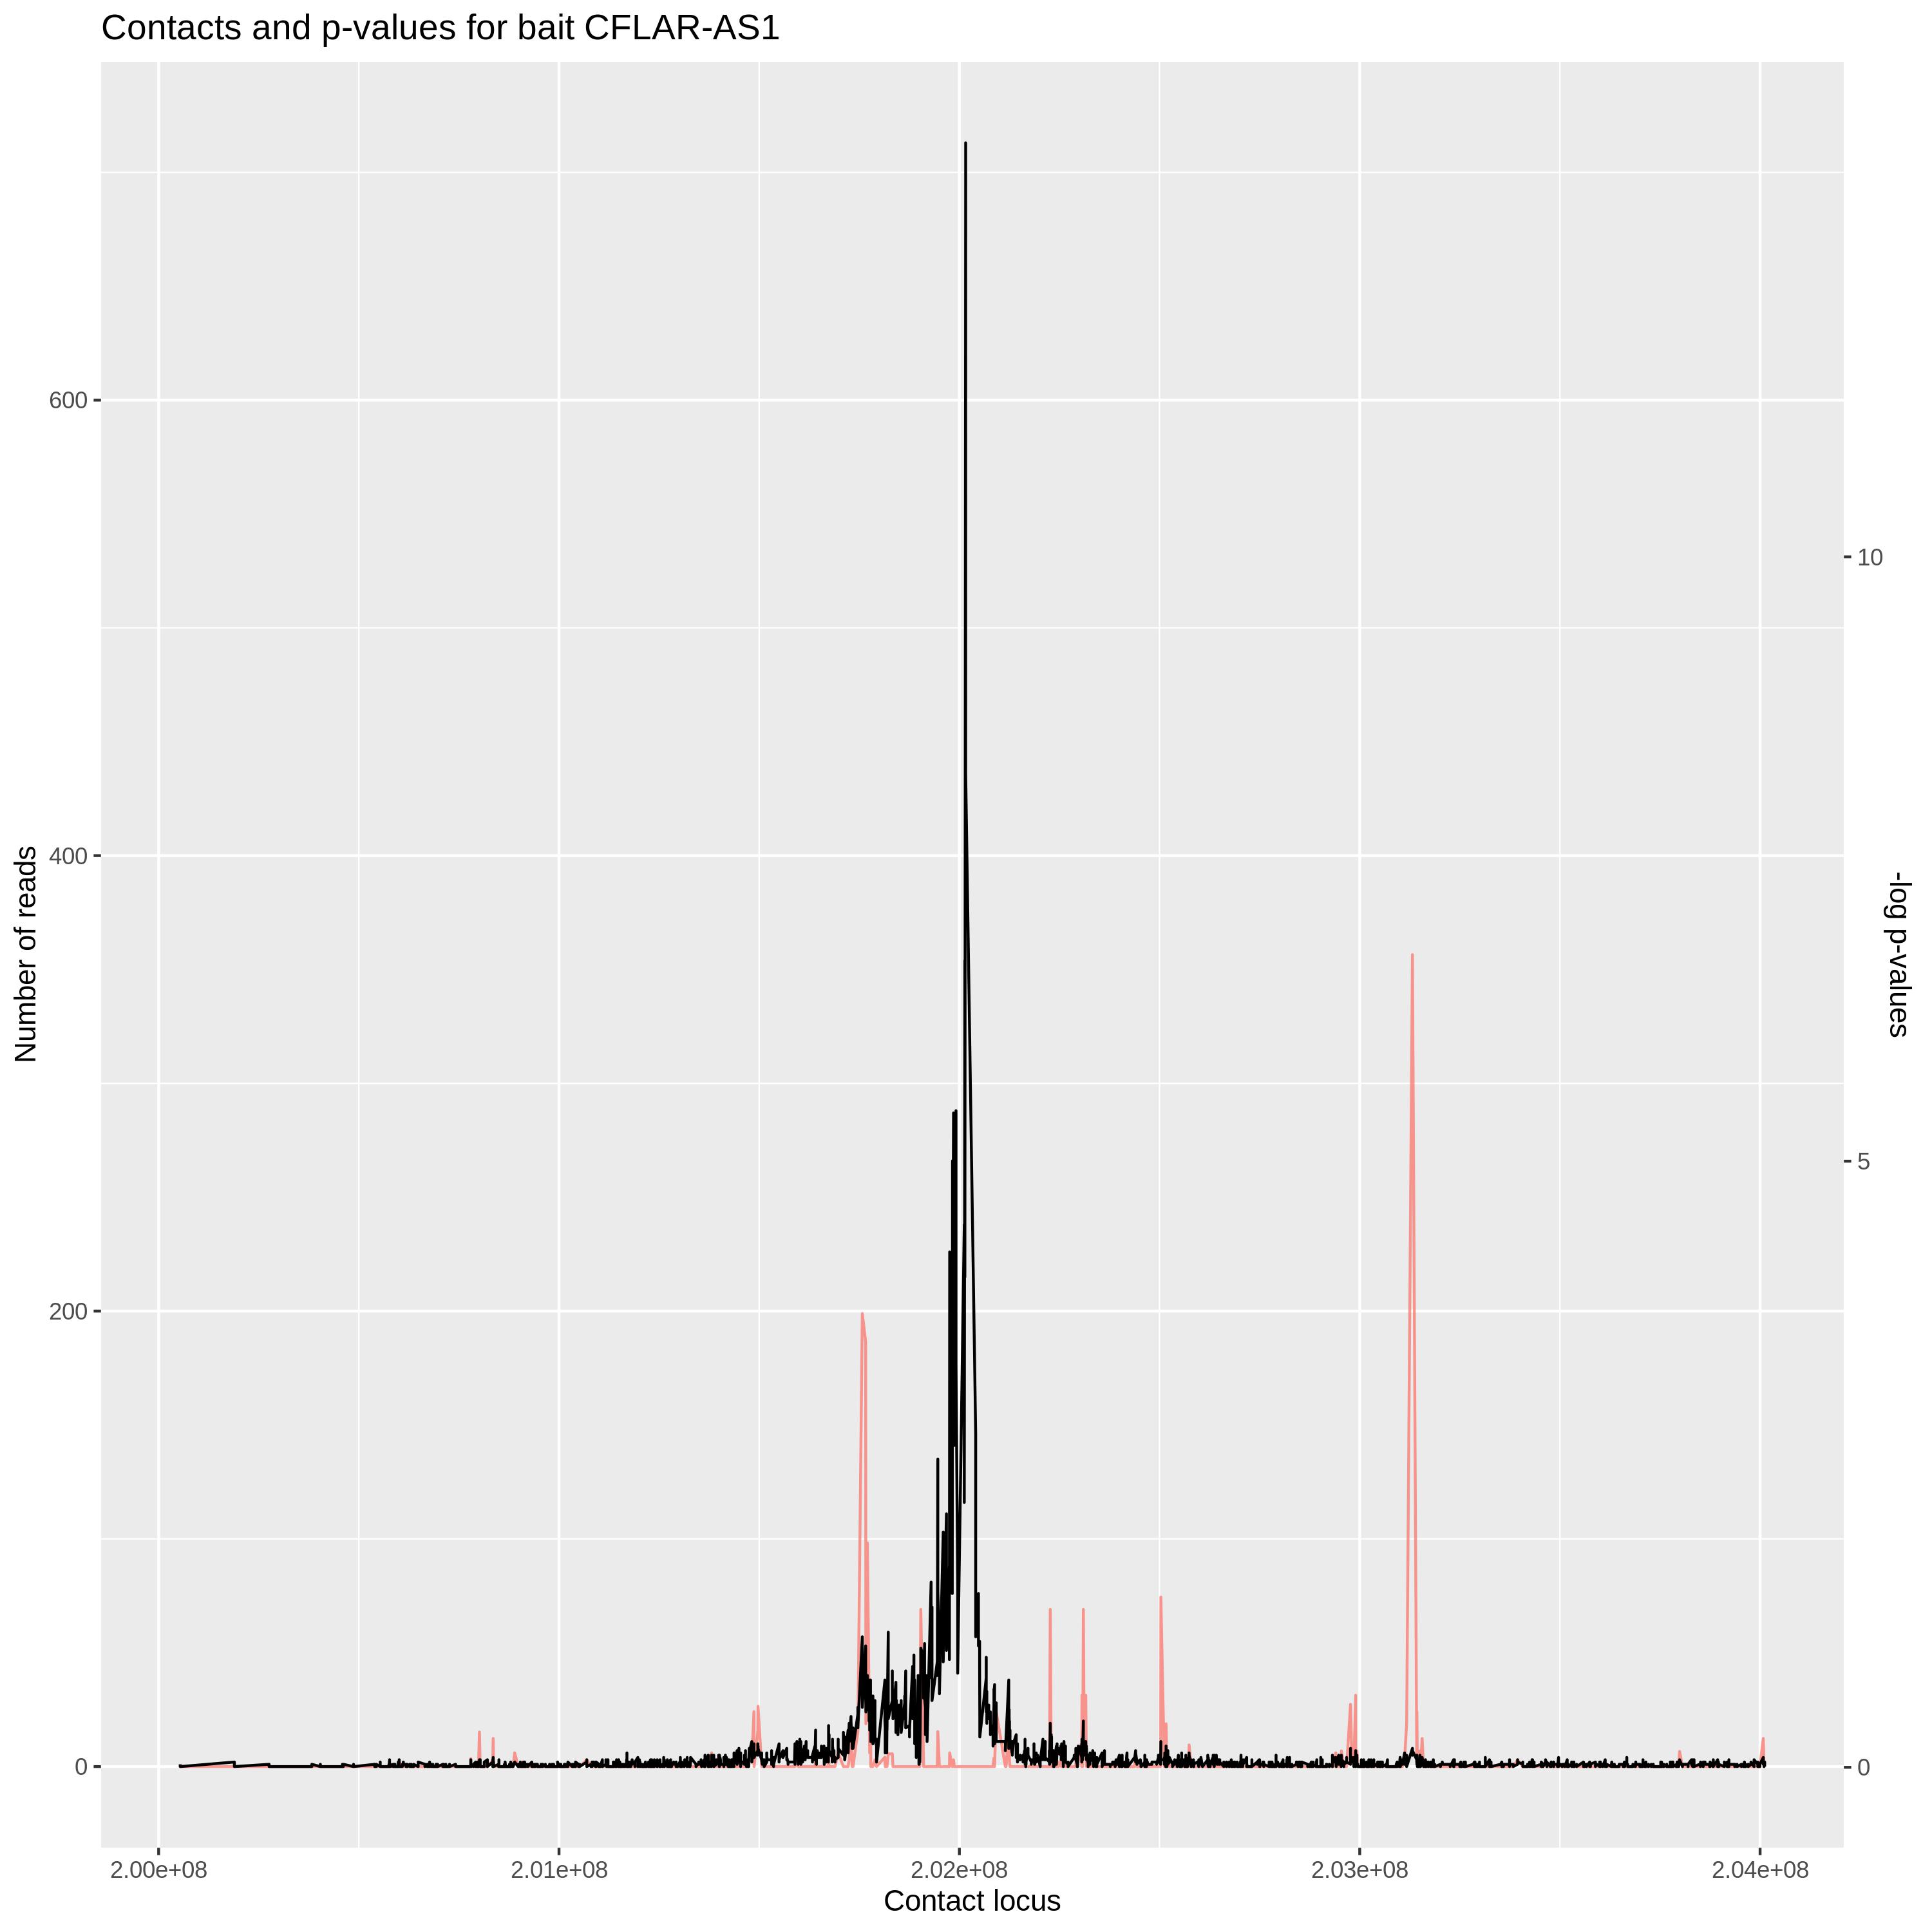 Contacts and p-values for bait CFLAR-AS1
Number of reads
600
400
200
0
10
5
0
-log p-values
2.00e+08 2.01e+08 2.02e+08 2.03e+08 2.04e+08
Contact locus